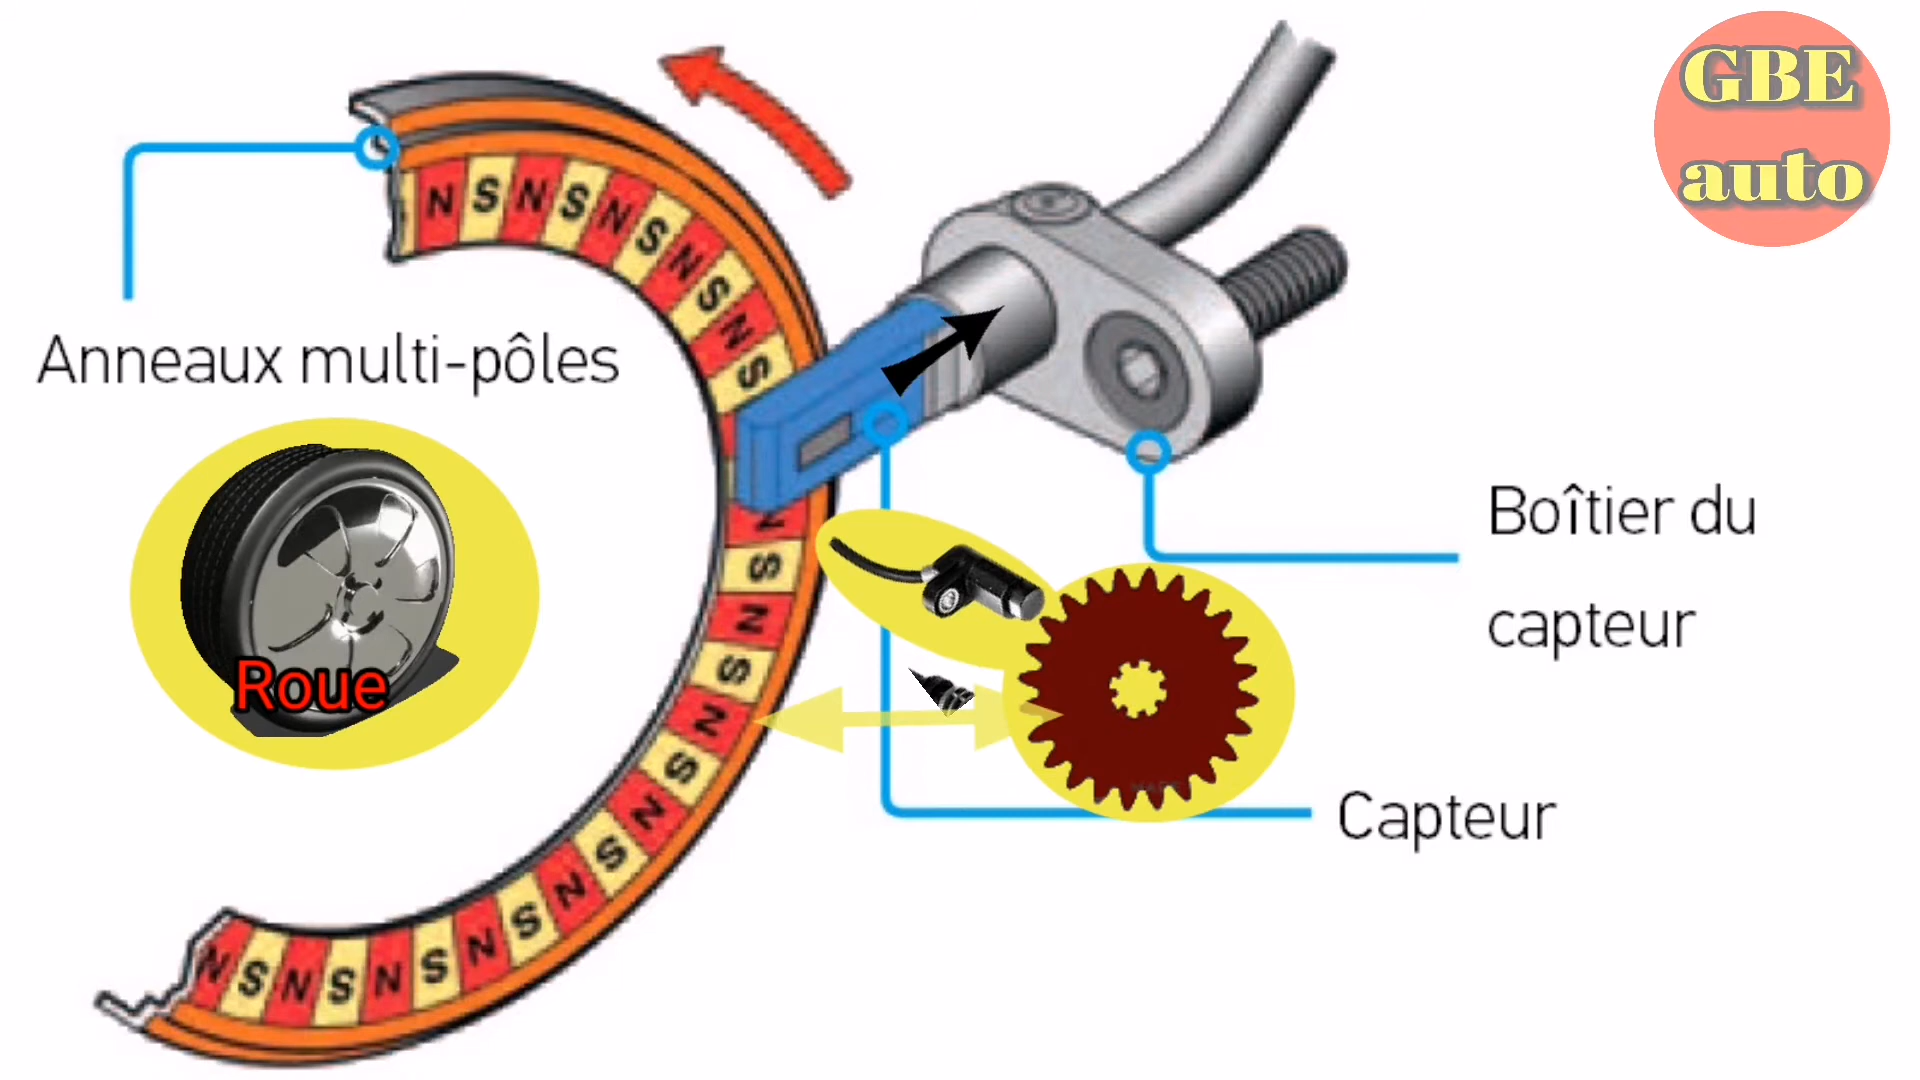 GBE
auto
N S N S N S N S N S
Anneaux multi-pôles
N S N S N S N S N S N S N S N S N
Roue
Boîtier du
capteur
Capteur